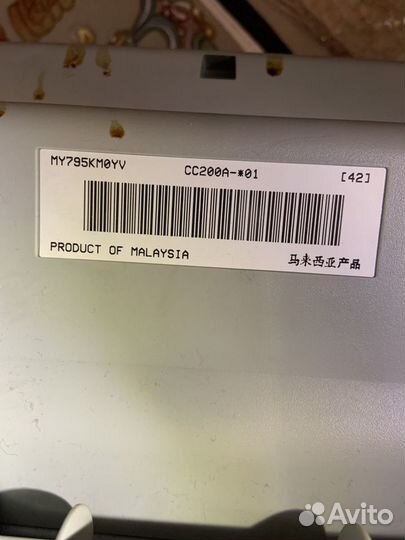 MY795KM0YV CC200A-*01 [42]
PRODUCT OF MALAYSIA 马来西亚产品
Avito